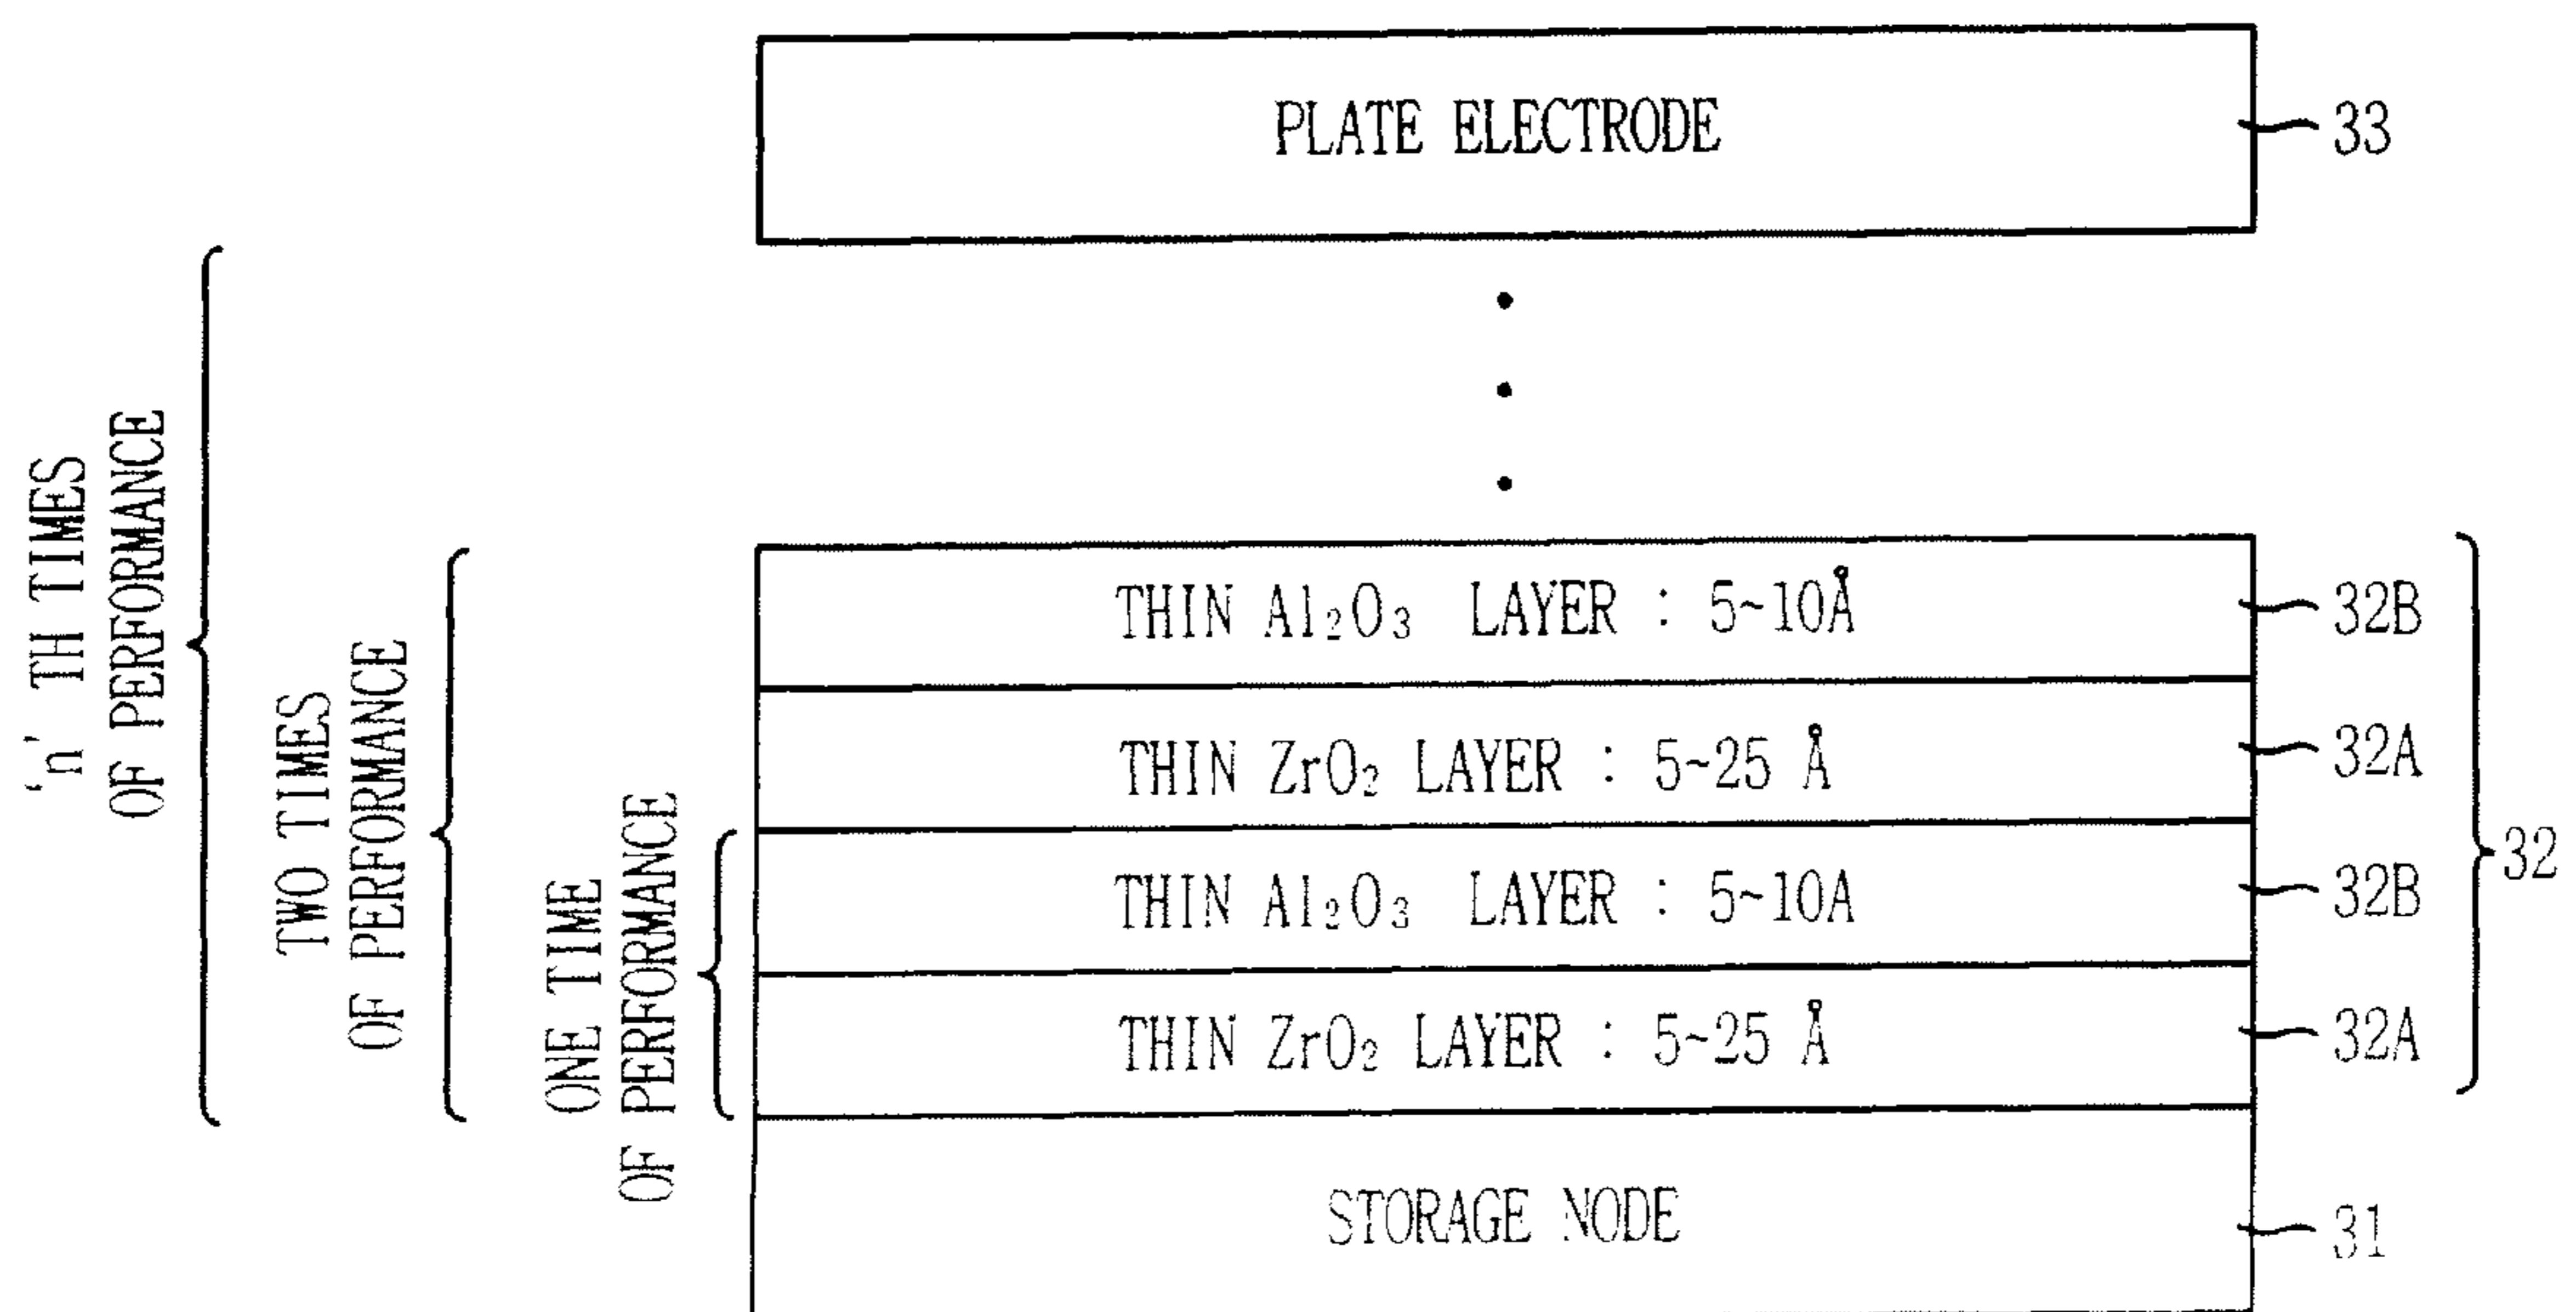 PLATE ELECTRODE
33
'n' TH TIMES
OF PERFORMANCE
TWO TIMES
OF PERFORMANCE
ONE TIME
OF PERFORMANCE
THIN Al₂O₃ LAYER : 5~10Å
32B
THIN ZrO₂ LAYER : 5~25 Å
32A
THIN Al₂O₃ LAYER : 5~10A
32B
THIN ZrO₂ LAYER : 5~25 Å
32A
32
STORAGE NODE
31